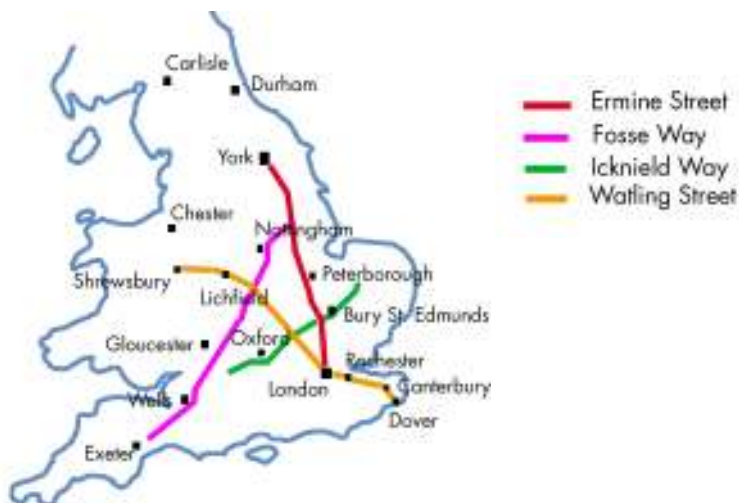 Carlisle
Durham
York
Chester
Nottingham
Shrewsbury
Lichfield
Peterborough
Bury St. Edmunds
Gloucester
Oxford
Rochester
London
Canterbury
Wells
Dover
Exeter
Ermine Street
Fosse Way
Icknield Way
Watling Street